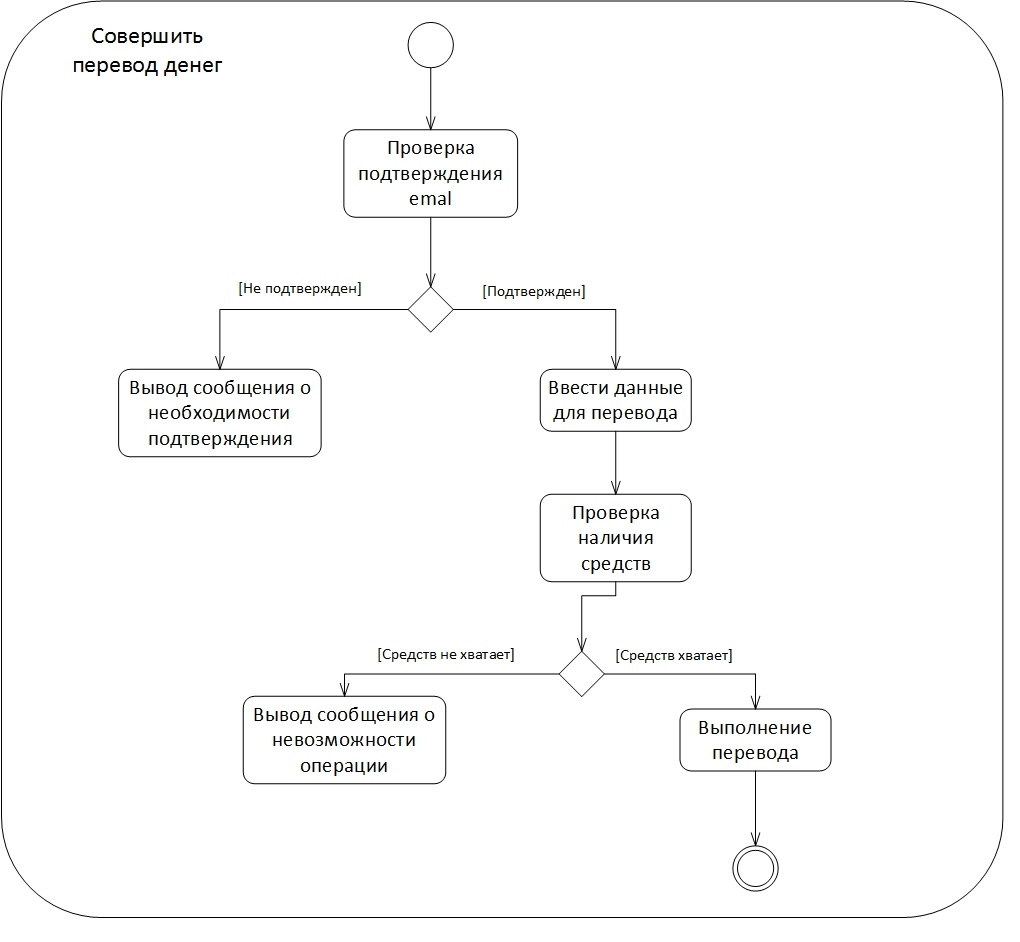 Совершить
перевод денег
Проверка
подтверждения
emal
[Не подтвержден]
[Подтвержден]
Вывод сообщения о
необходимости
подтверждения
Ввести данные
для перевода
Проверка
наличия
средств
[Средств не хватает]
[Средств хватает]
Вывод сообщения о
невозможности
операции
Выполнение
перевода